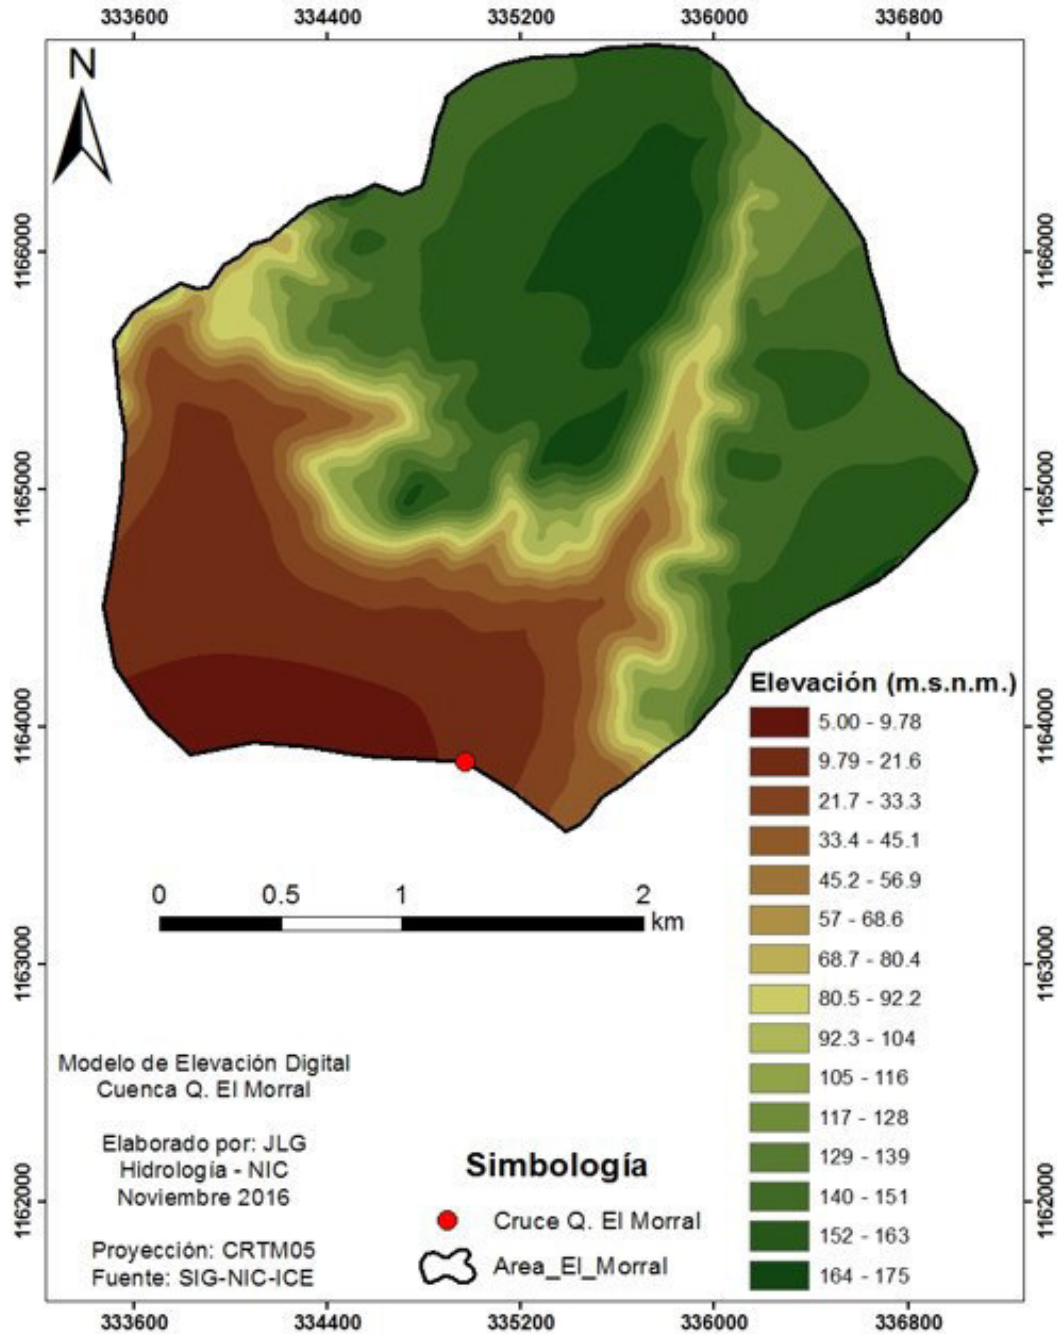 333600 334400 335200 336000 336800
N
1166000 1166000
1165000 1165000
1164000 1164000
1163000 1163000
1162000 1162000
Elevación (m.s.n.m.)
5.00 - 9.78
9.79 - 21.6
21.7 - 33.3
33.4 - 45.1
45.2 - 56.9
57 - 68.6
68.7 - 80.4
80.5 - 92.2
92.3 - 104
105 - 116
117 - 128
129 - 139
140 - 151
152 - 163
164 - 175
0 0.5 1 2
km
Modelo de Elevación Digital
Cuenca Q. El Morral
Elaborado por: JLG
Hidrología - NIC
Noviembre 2016
Proyección: CRTM05
Fuente: SIG-NIC-ICE
Simbología
Cruce Q. El Morral
Area_El_Morral
333600 334400 335200 336000 336800